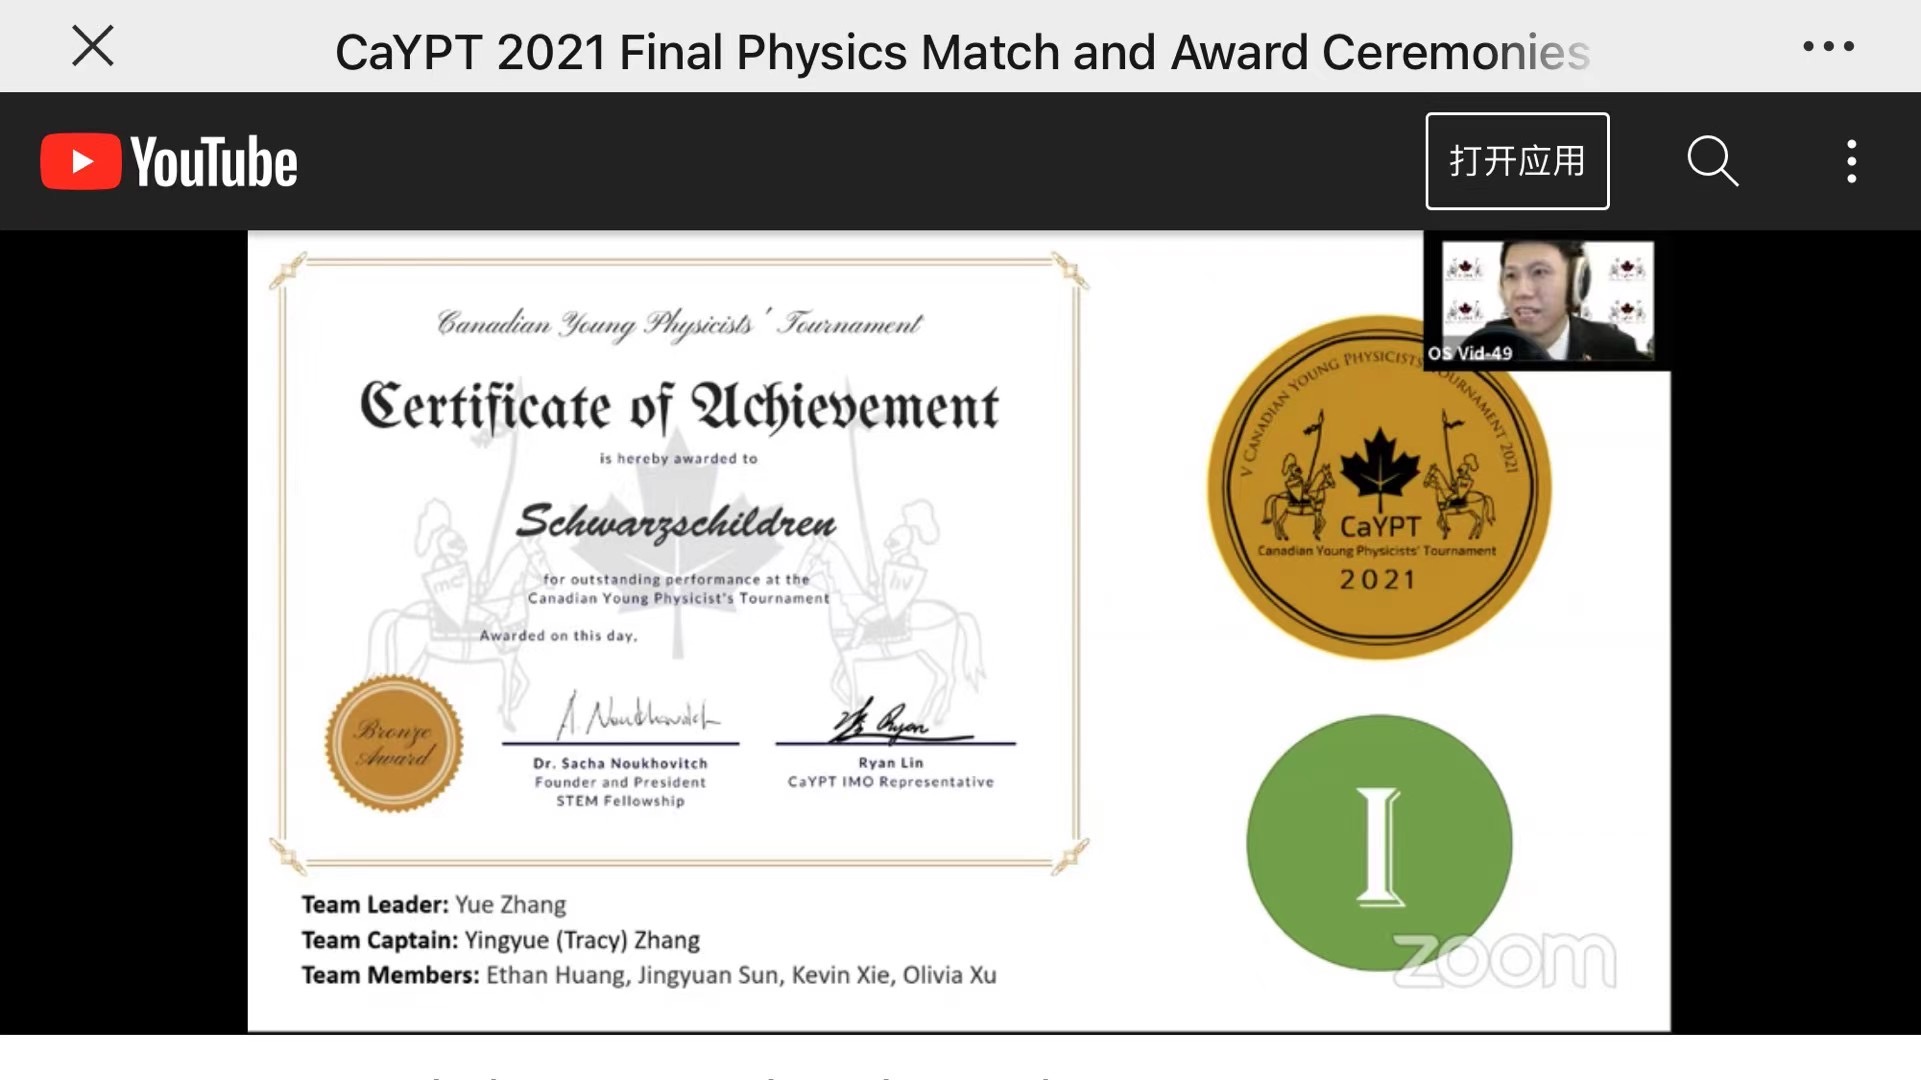 CaYPT 2021 Final Physics Match and Award Ceremonies
YouTube
打开应用
Canadian Young Physicists' Tournament
Certificate of Achievement
is hereby awarded to
Schwarzschildren
for outstanding performance at the
Canadian Young Physicist's Tournament
Awarded on this day,
Bronze
Award
A. Noukhovitch
Ryan
Dr. Sacha Noukhovitch
Founder and President
STEM Fellowship
Ryan Lin
CaYPT IMO Representative
mc²
hv
Team Leader: Yue Zhang
Team Captain: Yingyue (Tracy) Zhang
Team Members: Ethan Huang, Jingyuan Sun, Kevin Xie, Olivia Xu
OS Vid-49
V CANADIAN YOUNG PHYSICISTS' TOURNAMENT 2021
CaYPT
Canadian Young Physicists' Tournament
2021
I
zoom